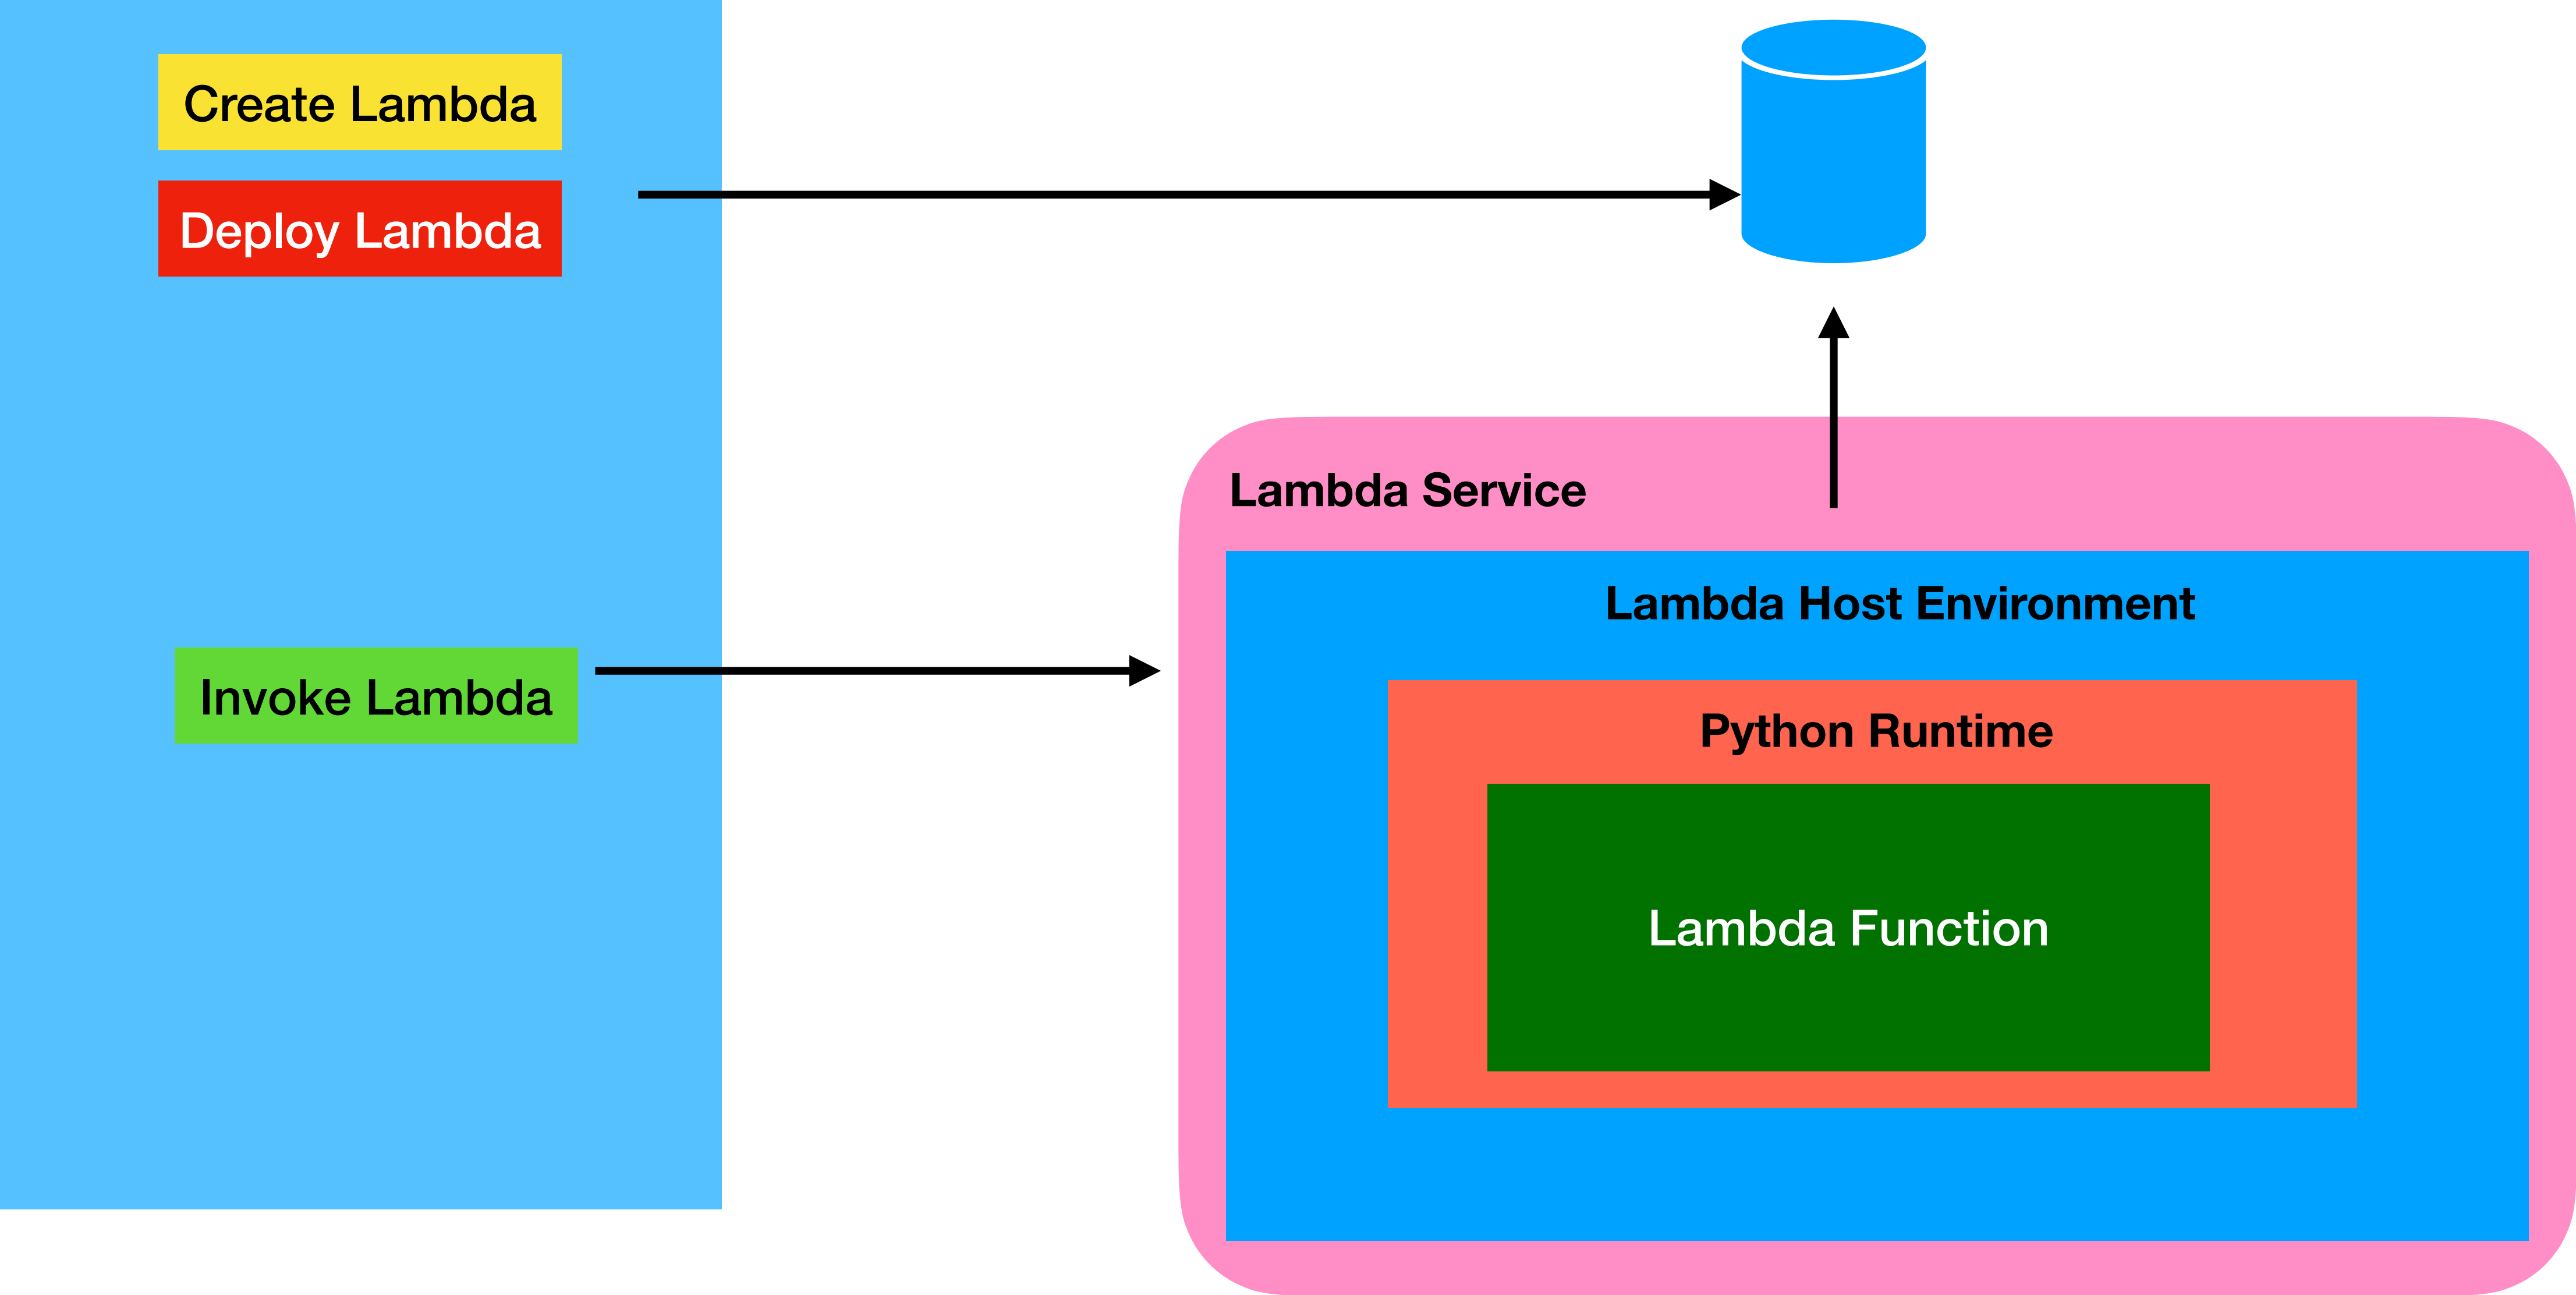 Create Lambda
Deploy Lambda
Invoke Lambda
Lambda Service
Lambda Host Environment
Python Runtime
Lambda Function